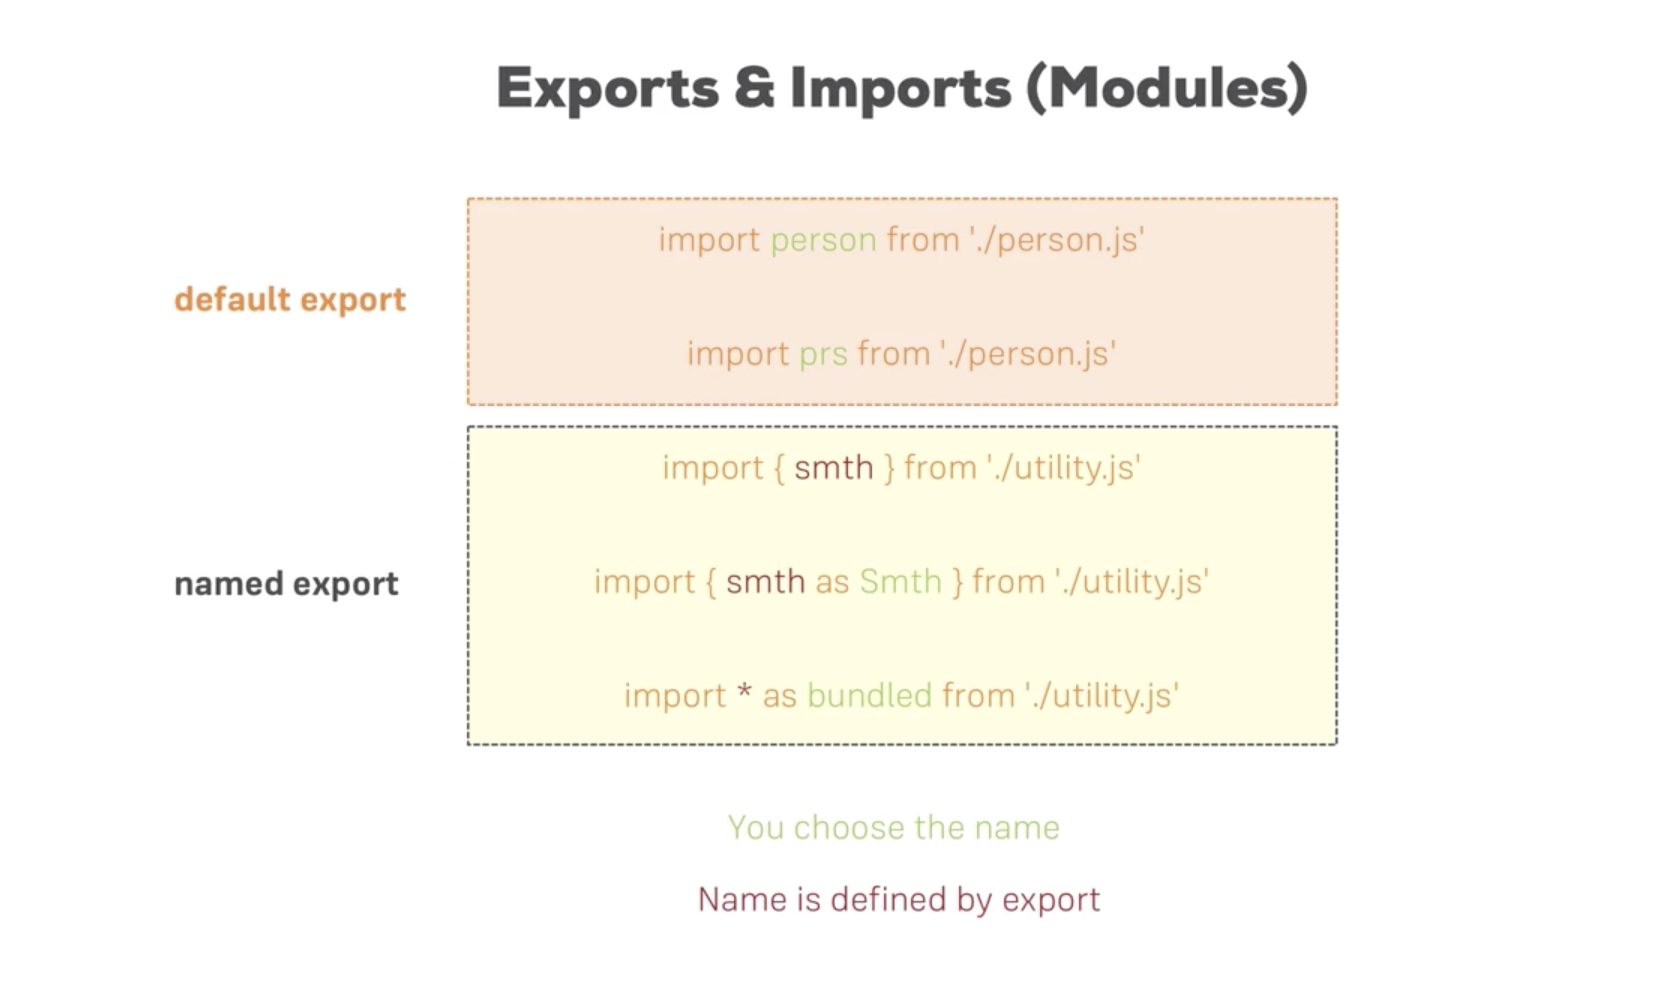 Exports & Imports (Modules)
default export
import person from './person.js'
import prs from './person.js'
named export
import { smth } from './utility.js'
import { smth as Smth } from './utility.js'
import * as bundled from './utility.js'
You choose the name
Name is defined by export